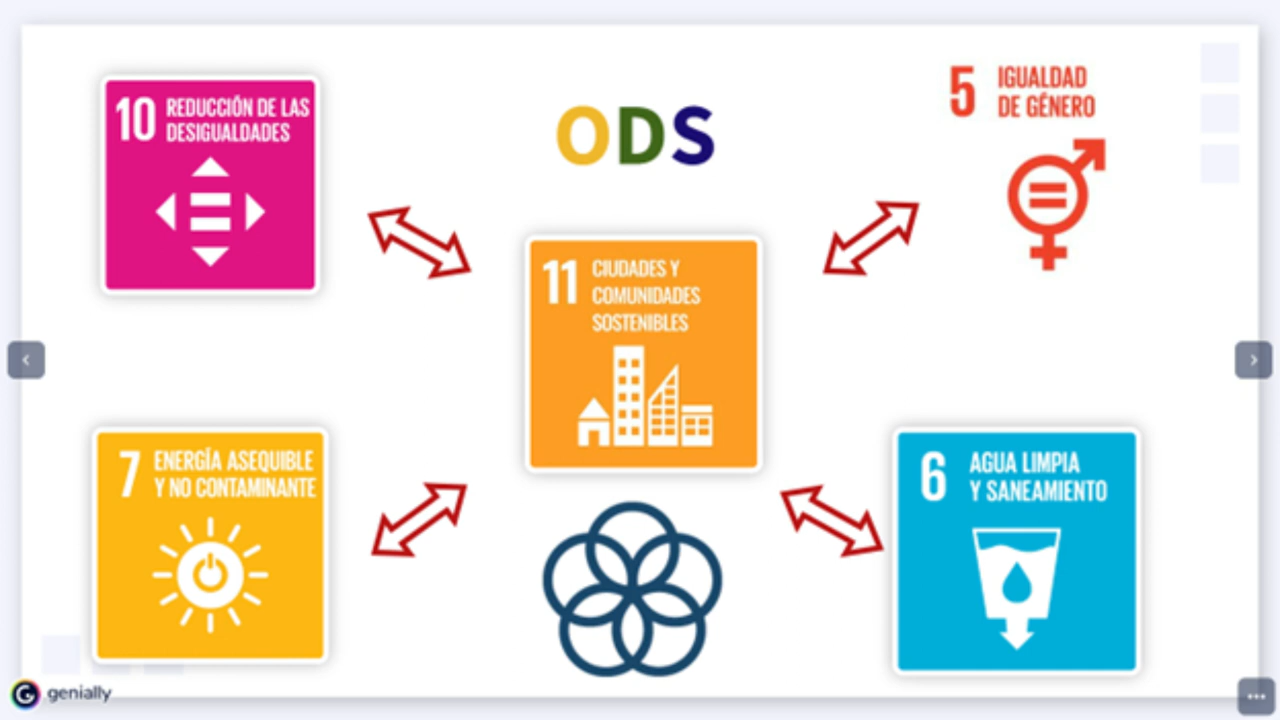 10 REDUCCIÓN DE LAS
DESIGUALDADES
ODS
5 IGUALDAD
DE GÉNERO
11 CIUDADES Y
COMUNIDADES
SOSTENIBLES
7 ENERGÍA ASEQUIBLE
Y NO CONTAMINANTE
6 AGUA LIMPIA
Y SANEAMIENTO
genially